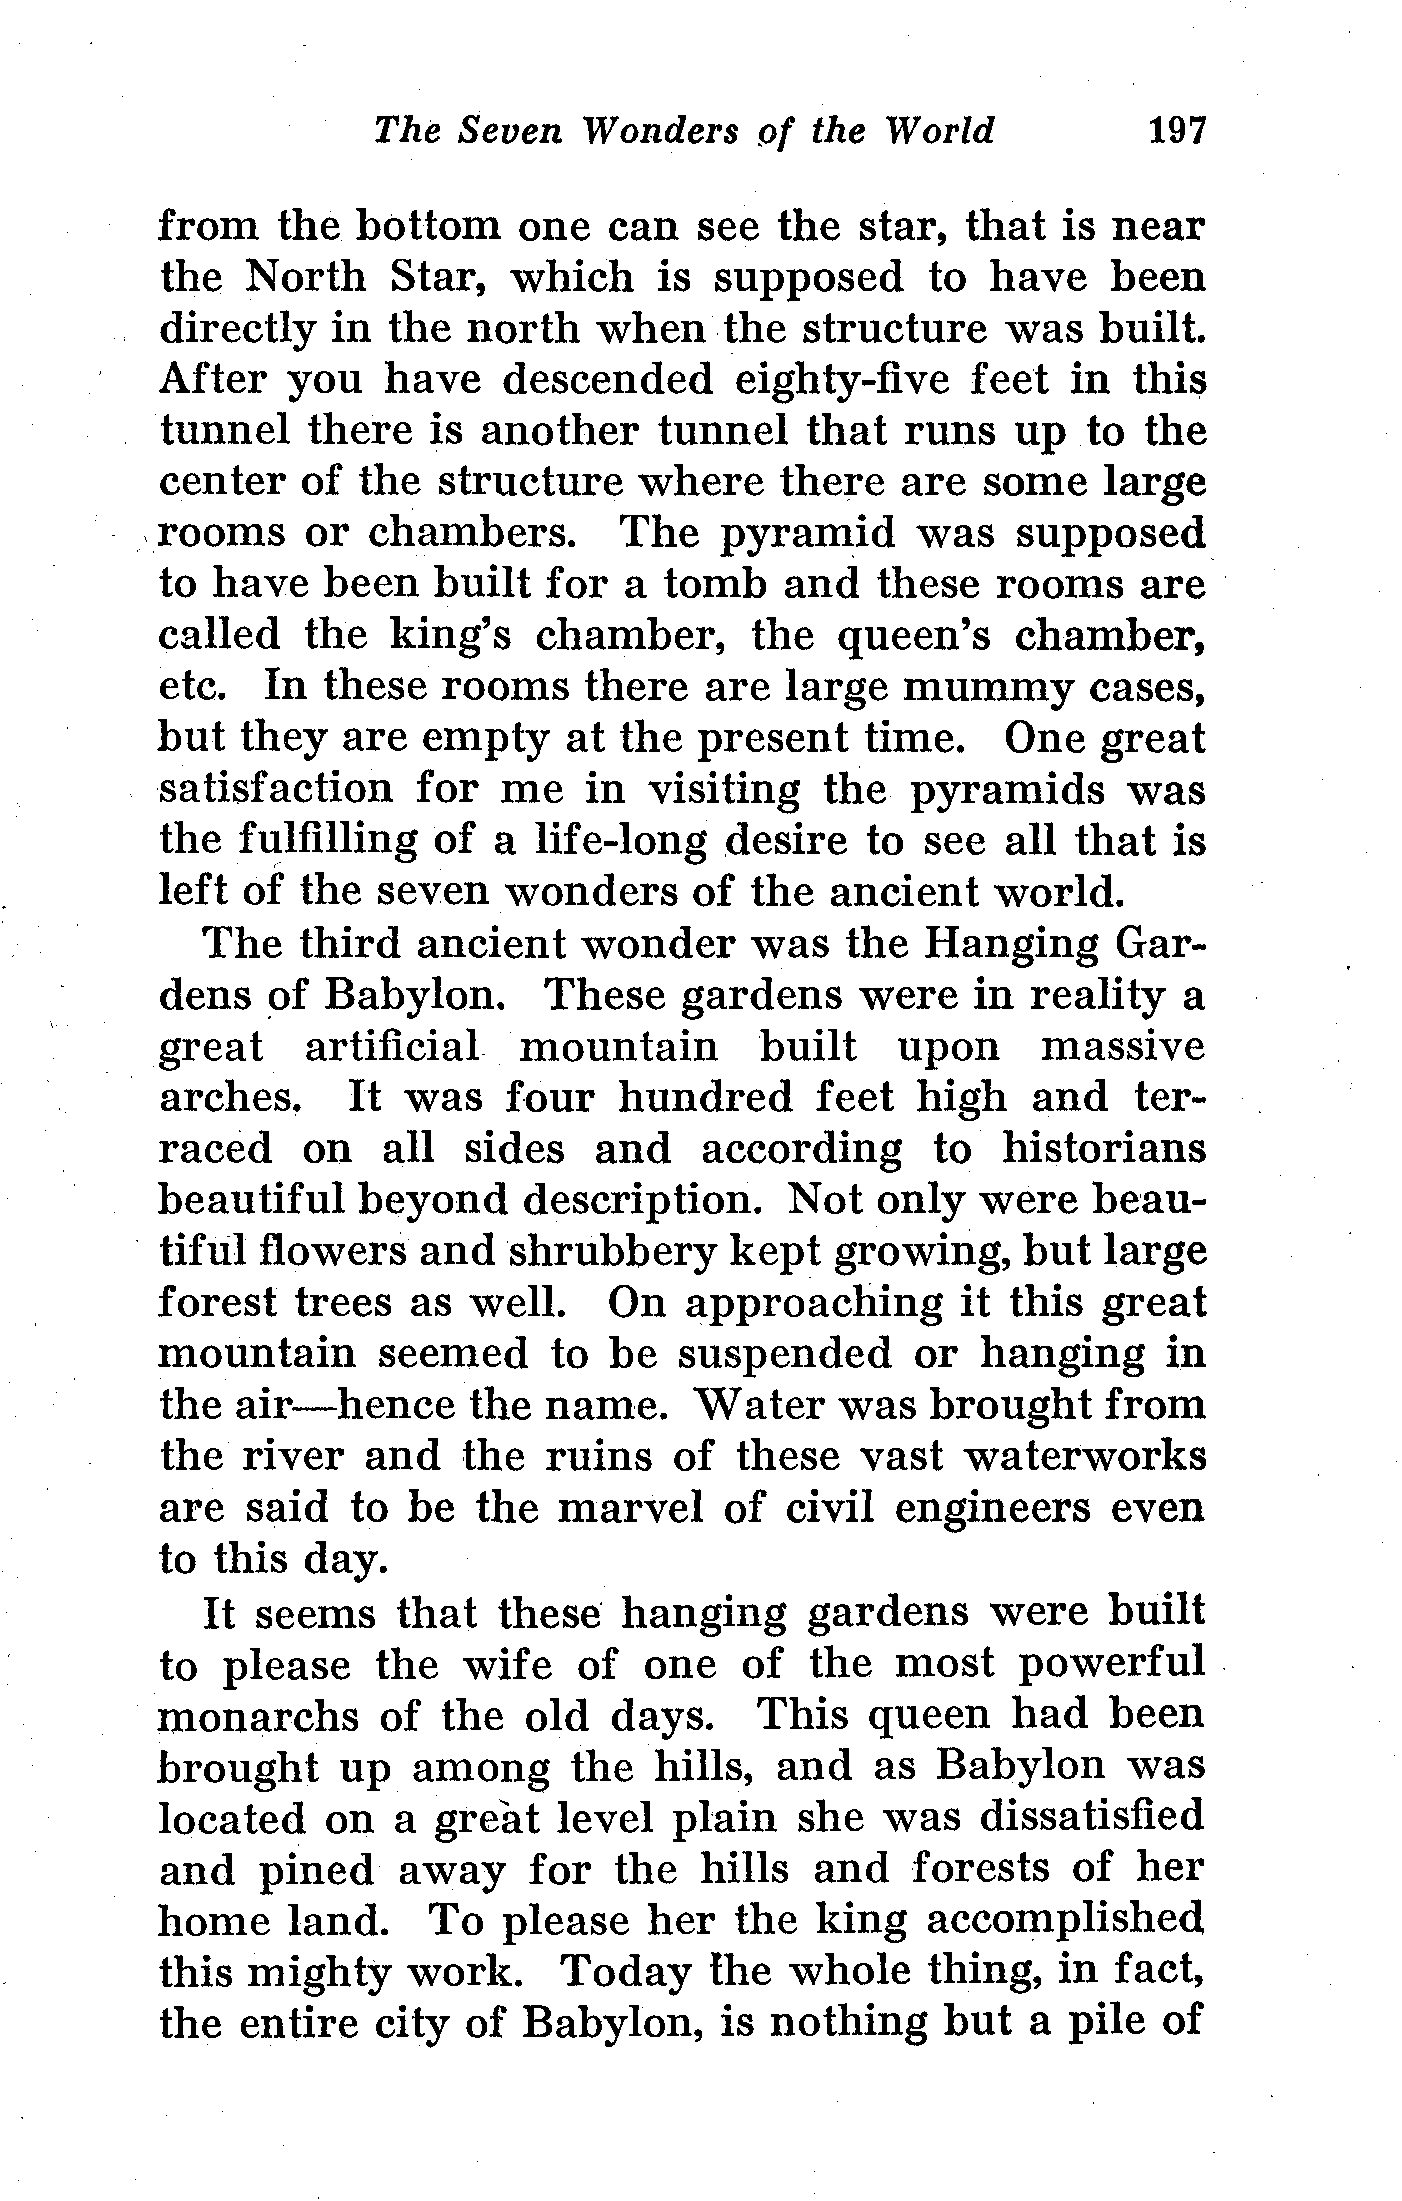 The Seven Wonders of the World 197
from the bottom one can see the star, that is near
the North Star, which is supposed to have been
directly in the north when the structure was built.
After you have descended eighty-five feet in this
tunnel there is another tunnel that runs up to the
center of the structure where there are some large
rooms or chambers. The pyramid was supposed
to have been built for a tomb and these rooms are
called the king's chamber, the queen's chamber,
etc. In these rooms there are large mummy cases,
but they are empty at the present time. One great
satisfaction for me in visiting the pyramids was
the fulfilling of a life-long desire to see all that is
left of the seven wonders of the ancient world.
The third ancient wonder was the Hanging Gar-
dens of Babylon. These gardens were in reality a
great artificial mountain built upon massive
arches. It was four hundred feet high and ter-
raced on all sides and according to historians
beautiful beyond description. Not only were beau-
tiful flowers and shrubbery kept growing, but large
forest trees as well. On approaching it this great
mountain seemed to be suspended or hanging in
the air—hence the name. Water was brought from
the river and the ruins of these vast waterworks
are said to be the marvel of civil engineers even
to this day.
It seems that these hanging gardens were built
to please the wife of one of the most powerful
monarchs of the old days. This queen had been
brought up among the hills, and as Babylon was
located on a great level plain she was dissatisfied
and pined away for the hills and forests of her
home land. To please her the king accomplished
this mighty work. Today the whole thing, in fact,
the entire city of Babylon, is nothing but a pile of